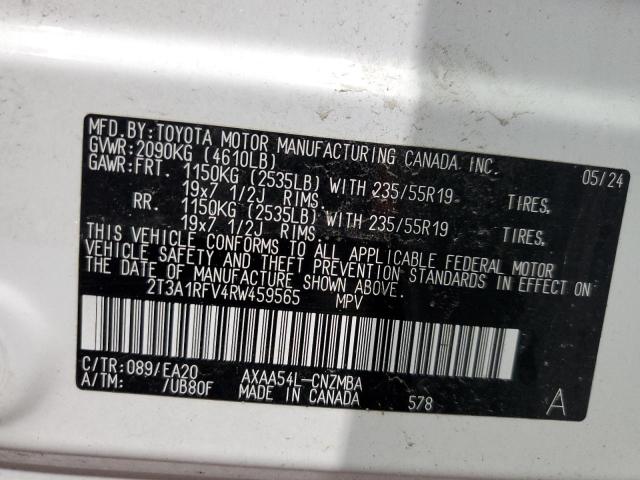 MFD.BY:TOYOTA MOTOR MANUFACTURING CANADA INC.
GVWR:2090KG (4610LB) 05/24
GAWR:FRT. 1150KG (2535LB) WITH 235/55R19 TIRES,
19x7 1/2J RIMS.
RR. 1150KG (2535LB) WITH 235/55R19 TIRES,
19x7 1/2J RIMS.
THIS VEHICLE CONFORMS TO ALL APPLICABLE FEDERAL MOTOR
VEHICLE SAFETY AND THEFT PREVENTION STANDARDS IN EFFECT ON
THE DATE OF MANUFACTURE SHOWN ABOVE.
2T3A1RFV4RW459565 MPV
C/TR:089/EA20 AXAA54L-CNZMBA
A/TM: /UB80F MADE IN CANADA 578 A